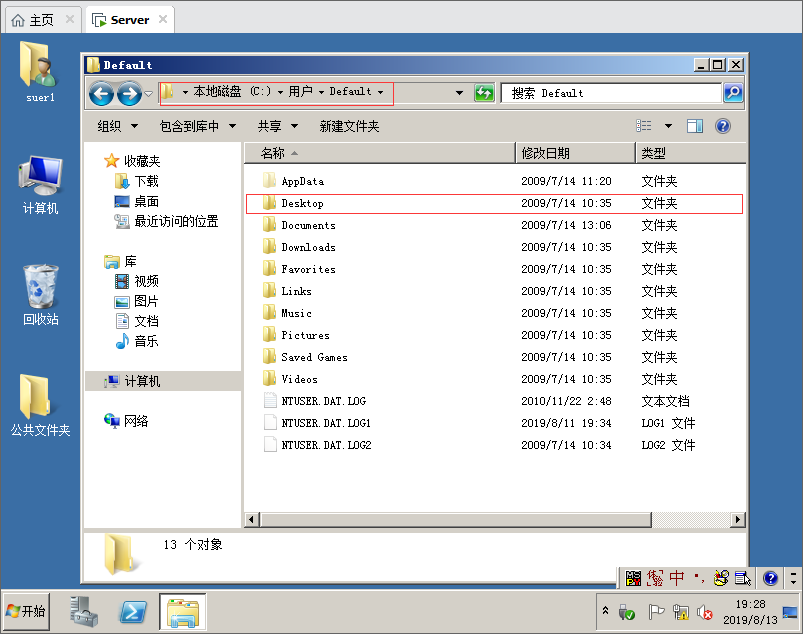 主页
Server
suer1
计算机
回收站
公共文件夹
Default
本地磁盘 (C:) 用户 Default
搜索 Default
组织 包含到库中 共享 新建文件夹
收藏夹
下载
桌面
最近访问的位置
库
视频
图片
文档
音乐
计算机
网络
名称 修改日期 类型
AppData 2009/7/14 11:20 文件夹
Desktop 2009/7/14 10:35 文件夹
Documents 2009/7/14 13:06 文件夹
Downloads 2009/7/14 10:35 文件夹
Favorites 2009/7/14 10:35 文件夹
Links 2009/7/14 10:35 文件夹
Music 2009/7/14 10:35 文件夹
Pictures 2009/7/14 10:35 文件夹
Saved Games 2009/7/14 10:35 文件夹
Videos 2009/7/14 10:35 文件夹
NTUSER.DAT.LOG 2010/11/22 2:48 文本文档
NTUSER.DAT.LOG1 2019/8/11 19:34 LOG1 文件
NTUSER.DAT.LOG2 2009/7/14 10:34 LOG2 文件
13 个对象
中 •,
开始
19:28
2019/8/13